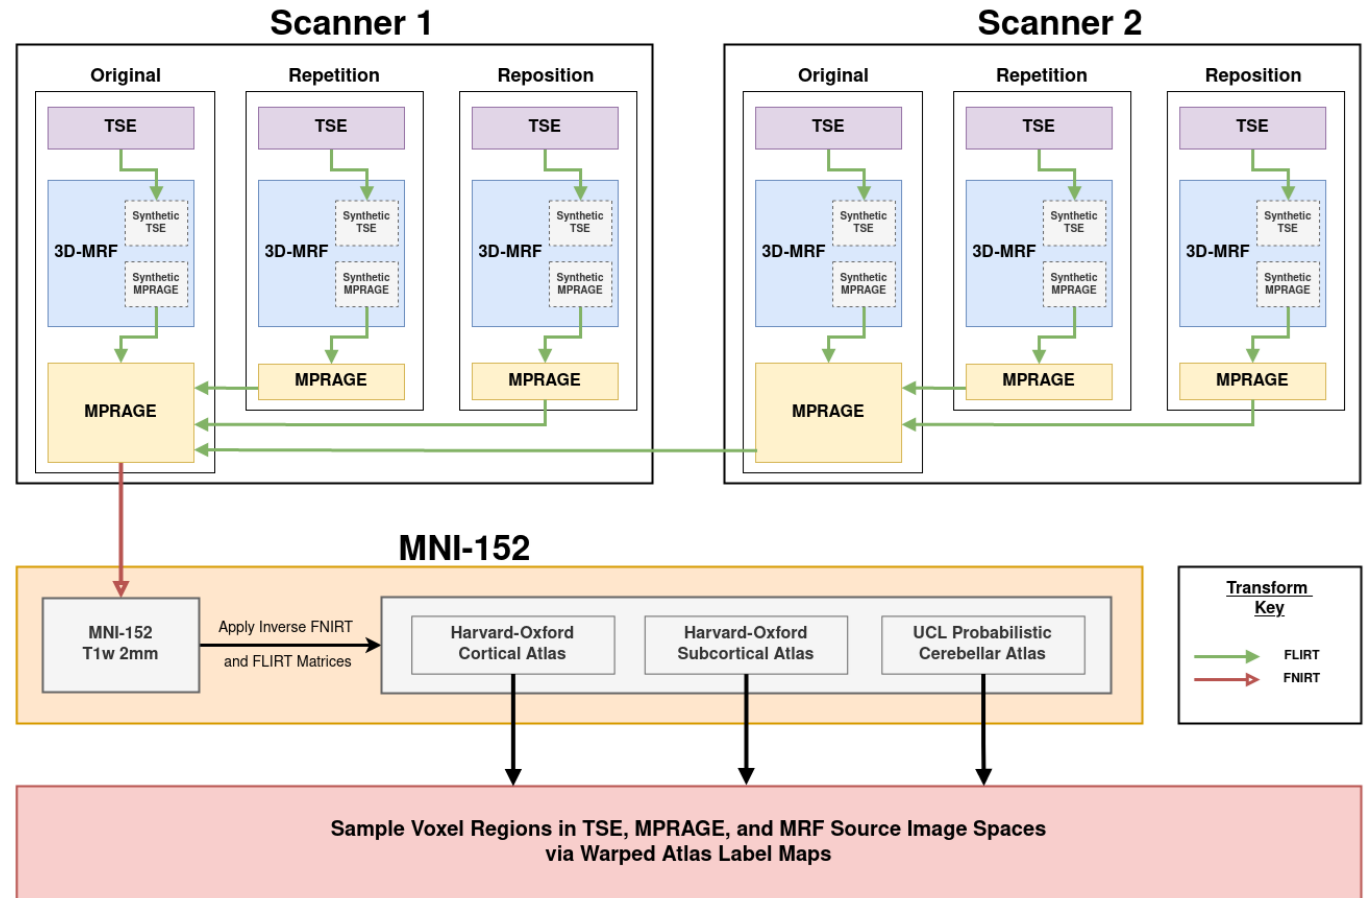 Scanner 1
Scanner 2
Original
Repetition
Reposition
Original
Repetition
Reposition
TSE
TSE
TSE
TSE
TSE
TSE
Synthetic
TSE
3D-MRF
Synthetic
MPRAGE
Synthetic
TSE
3D-MRF
Synthetic
MPRAGE
Synthetic
TSE
3D-MRF
Synthetic
MPRAGE
Synthetic
TSE
3D-MRF
Synthetic
MPRAGE
Synthetic
TSE
3D-MRF
Synthetic
MPRAGE
Synthetic
TSE
3D-MRF
Synthetic
MPRAGE
MPRAGE
MPRAGE
MPRAGE
MPRAGE
MPRAGE
MPRAGE
MNI-152
MNI-152
T1w 2mm
Apply Inverse FNIRT
and FLIRT Matrices
Harvard-Oxford
Cortical Atlas
Harvard-Oxford
Subcortical Atlas
UCL Probabilistic
Cerebellar Atlas
Transform
Key
FLIRT
FNIRT
Sample Voxel Regions in TSE, MPRAGE, and MRF Source Image Spaces
via Warped Atlas Label Maps